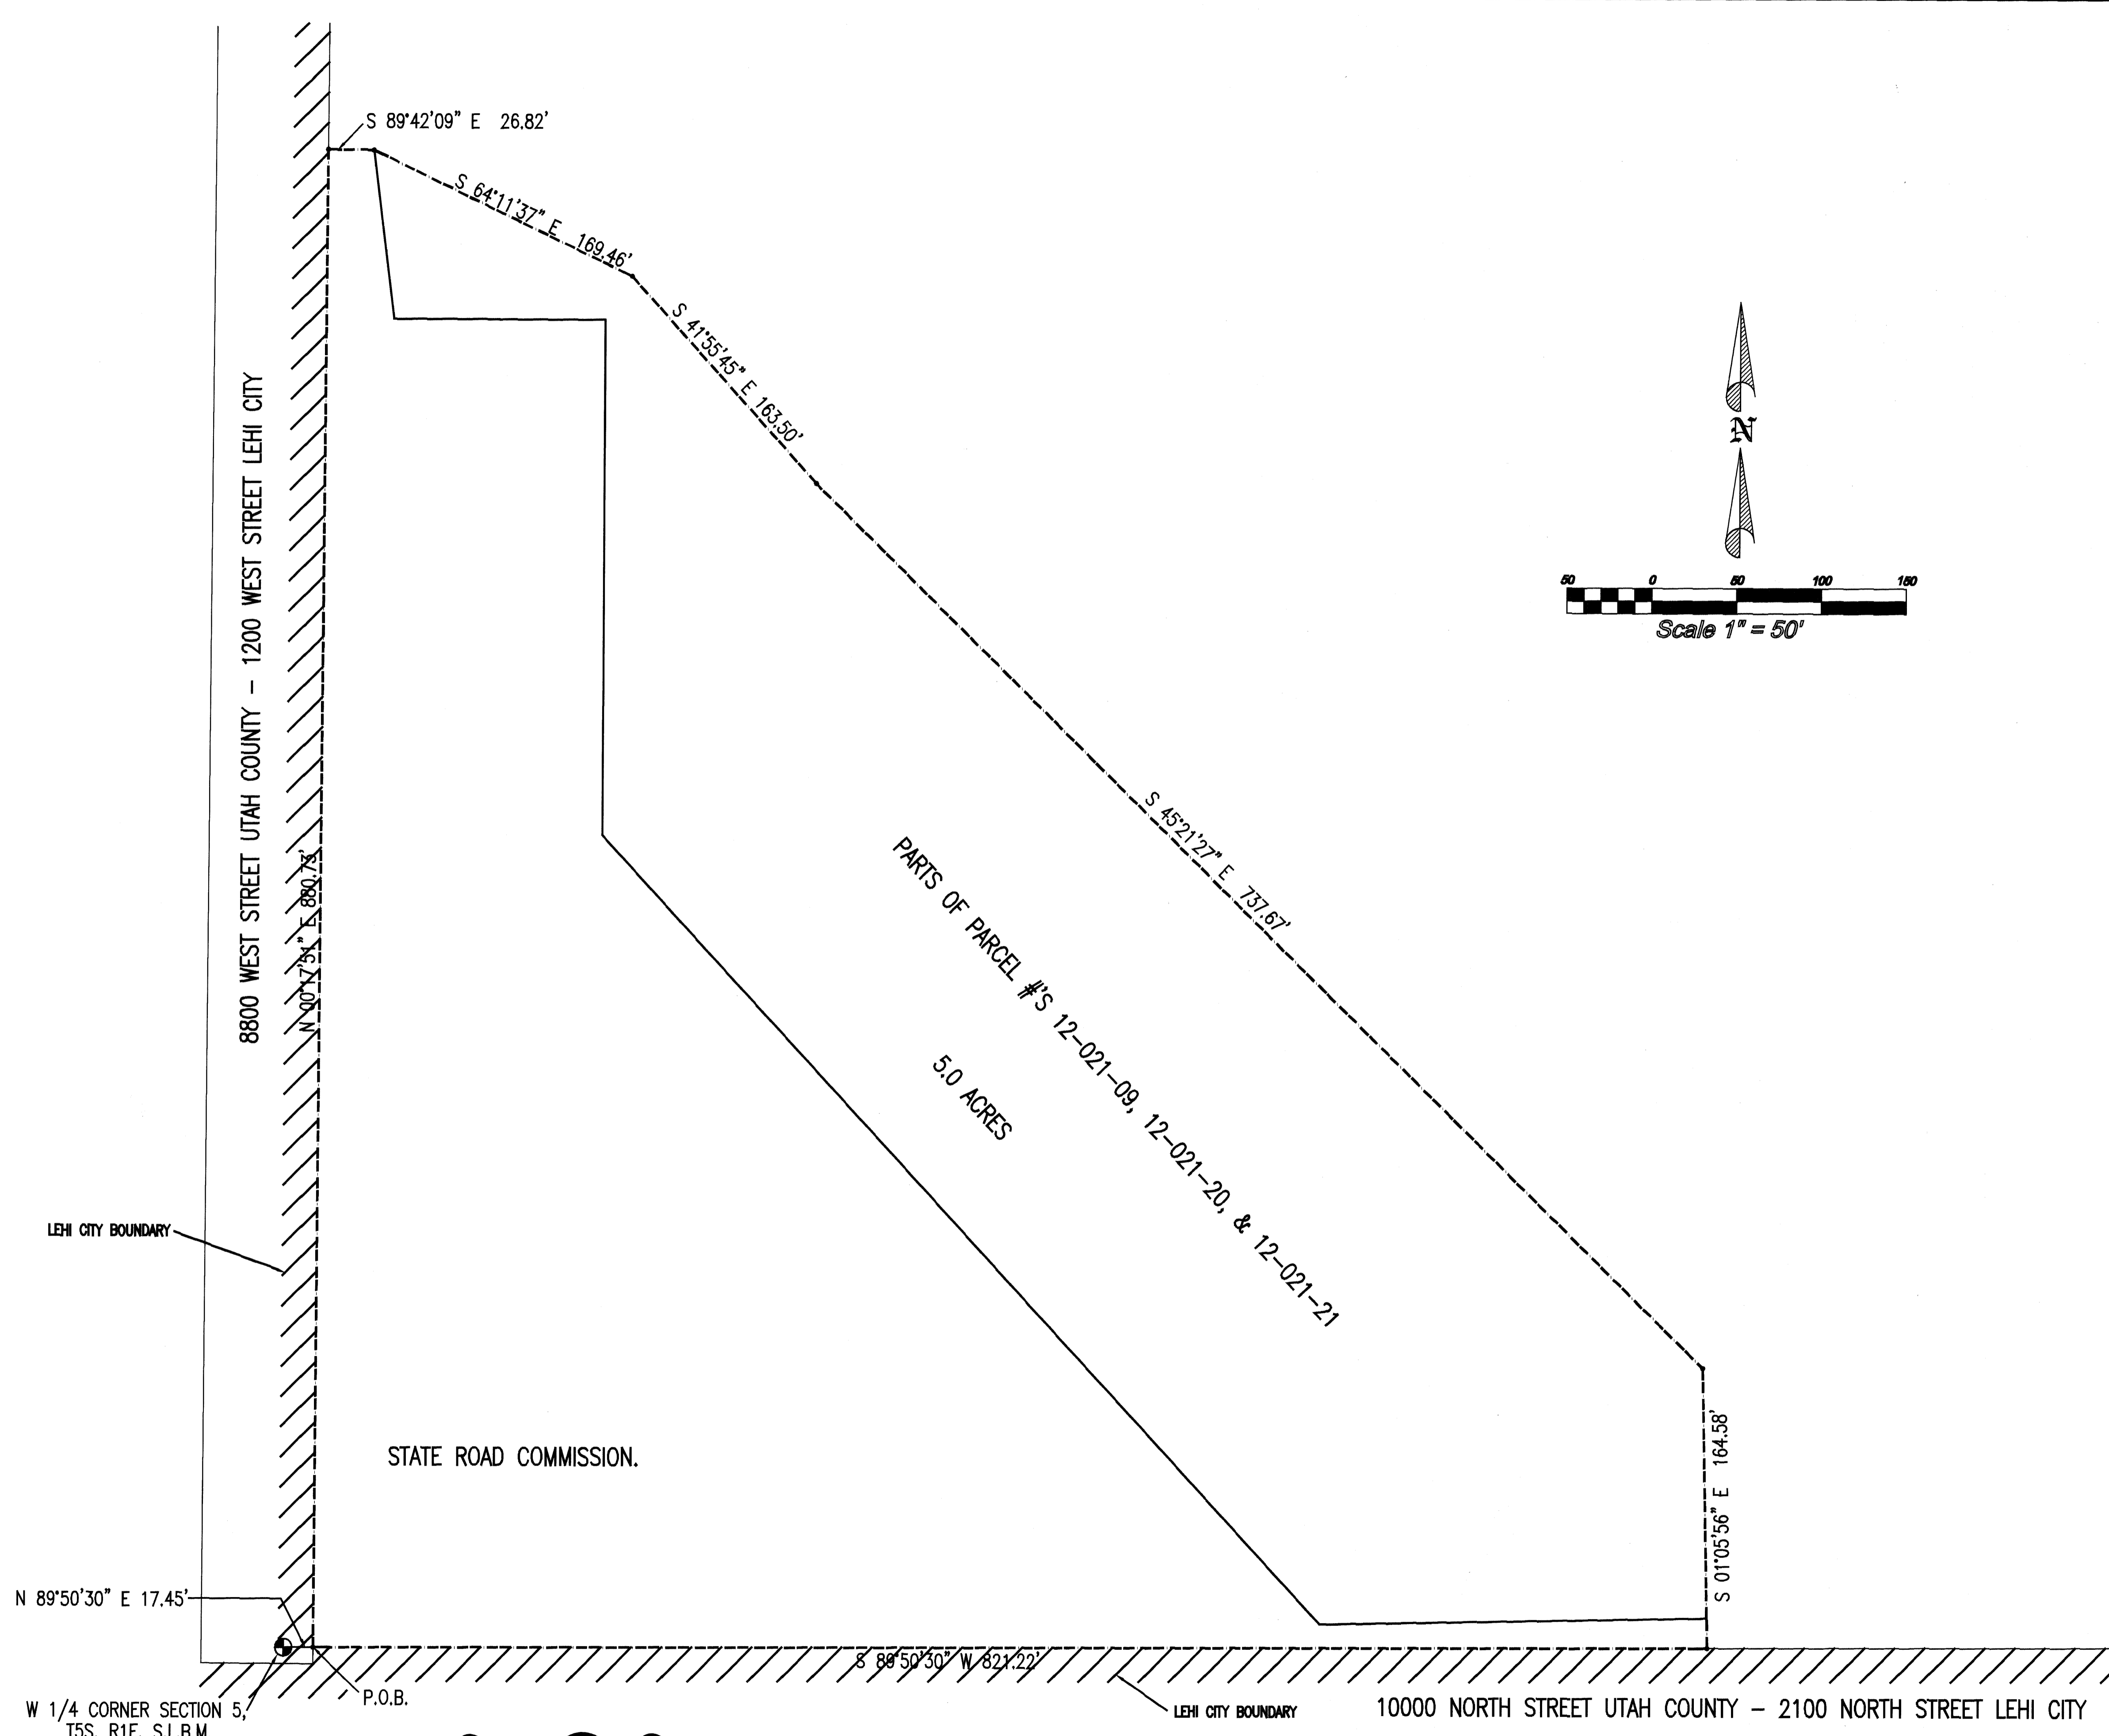 S 89°42'09" E 26.82'
S 64°11'37" E 169.46'
S 41°55'45" E 163.50'
N
50 0 50 100 150
Scale 1" = 50'
8800 WEST STREET UTAH COUNTY - 1200 WEST STREET LEHI CITY
N 00°17'51" E 880.73'
S 45°21'27" E 737.67'
PARTS OF PARCEL #'S 12-021-09, 12-021-20, & 12-021-21
5.0 ACRES
LEHI CITY BOUNDARY
STATE ROAD COMMISSION.
S 01°05'56" E 164.58'
N 89°50'30" E 17.45'
S 89°50'30" W 821.22'
P.O.B.
W 1/4 CORNER SECTION 5,
T5S, R1E, S.L.B.M.
LEHI CITY BOUNDARY
10000 NORTH STREET UTAH COUNTY - 2100 NORTH STREET LEHI CITY